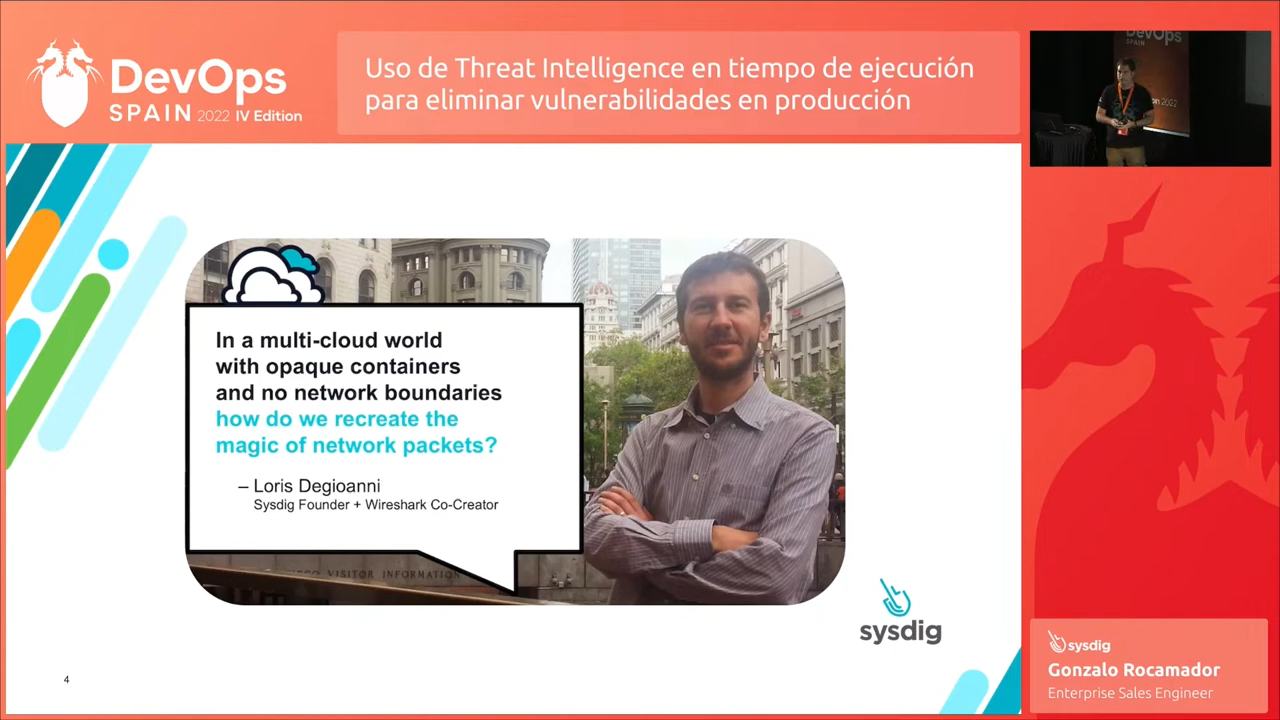 DevOps
SPAIN 2022 IV Edition
Uso de Threat Intelligence en tiempo de ejecución
para eliminar vulnerabilidades en producción
In a multi-cloud world
with opaque containers
and no network boundaries
how do we recreate the
magic of network packets?
– Loris Degioanni
Sysdig Founder + Wireshark Co-Creator
VISITOR INFORMATION
sysdig
4
sysdig
Gonzalo Rocamador
Enterprise Sales Engineer